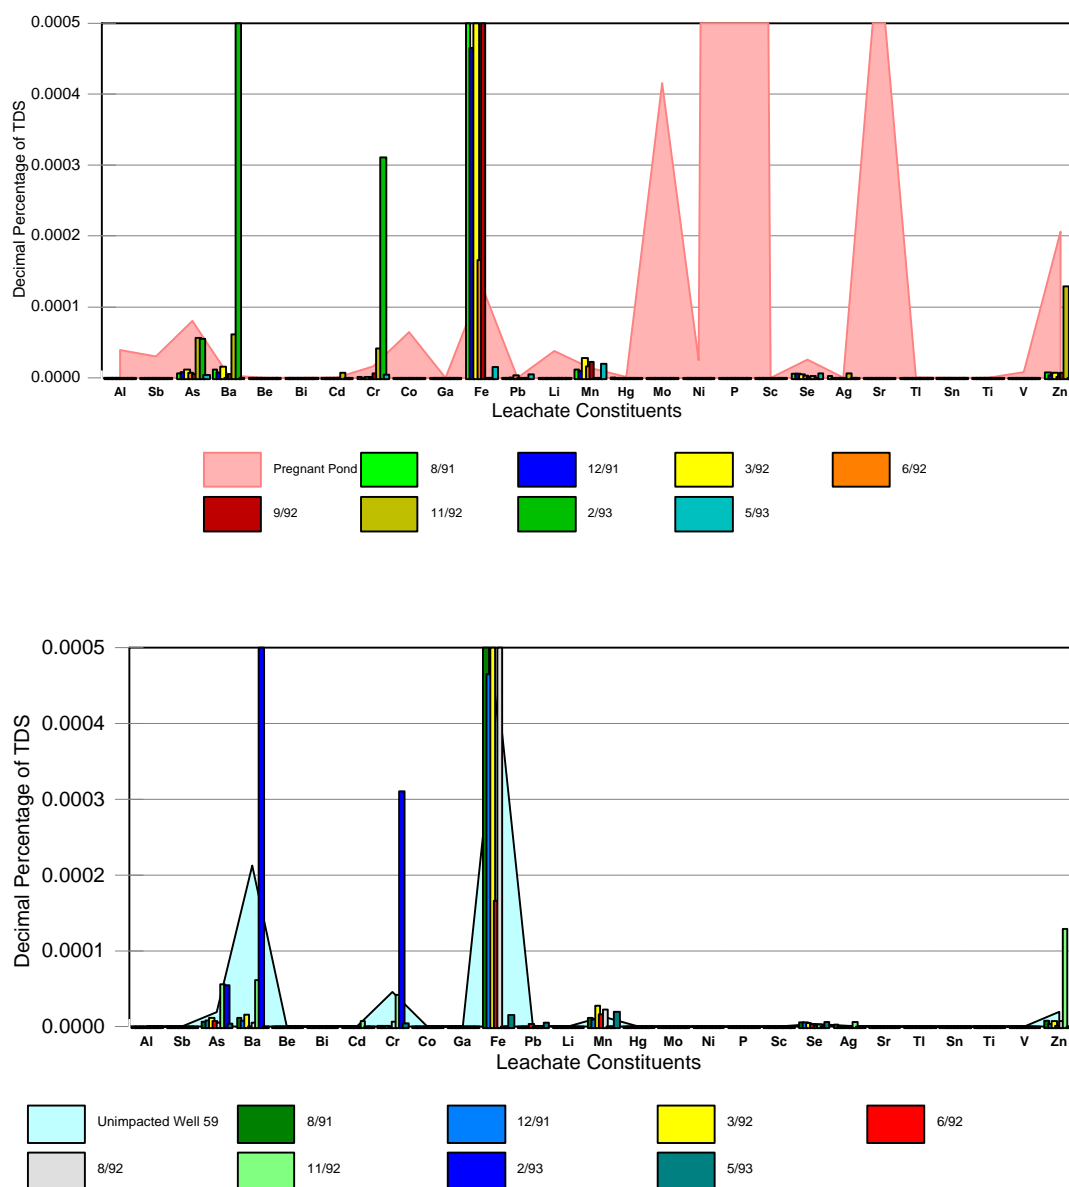 0.0005
0.0004
0.0003
0.0002
0.0001
0.0000
Decimal Percentage of TDS
Al Sb As Ba Be Bi Cd Cr Co Ga Fe Pb Li Mn Hg Mo Ni P Sc Se Ag Sr Tl Sn Ti V Zn
Leachate Constituents
Pregnant Pond 8/91 12/91 3/92 6/92
9/92 11/92 2/93 5/93
0.0005
0.0004
0.0003
0.0002
0.0001
0.0000
Decimal Percentage of TDS
Al Sb As Ba Be Bi Cd Cr Co Ga Fe Pb Li Mn Hg Mo Ni P Sc Se Ag Sr Tl Sn Ti V Zn
Leachate Constituents
Unimpacted Well 59 8/91 12/91 3/92 6/92
8/92 11/92 2/93 5/93